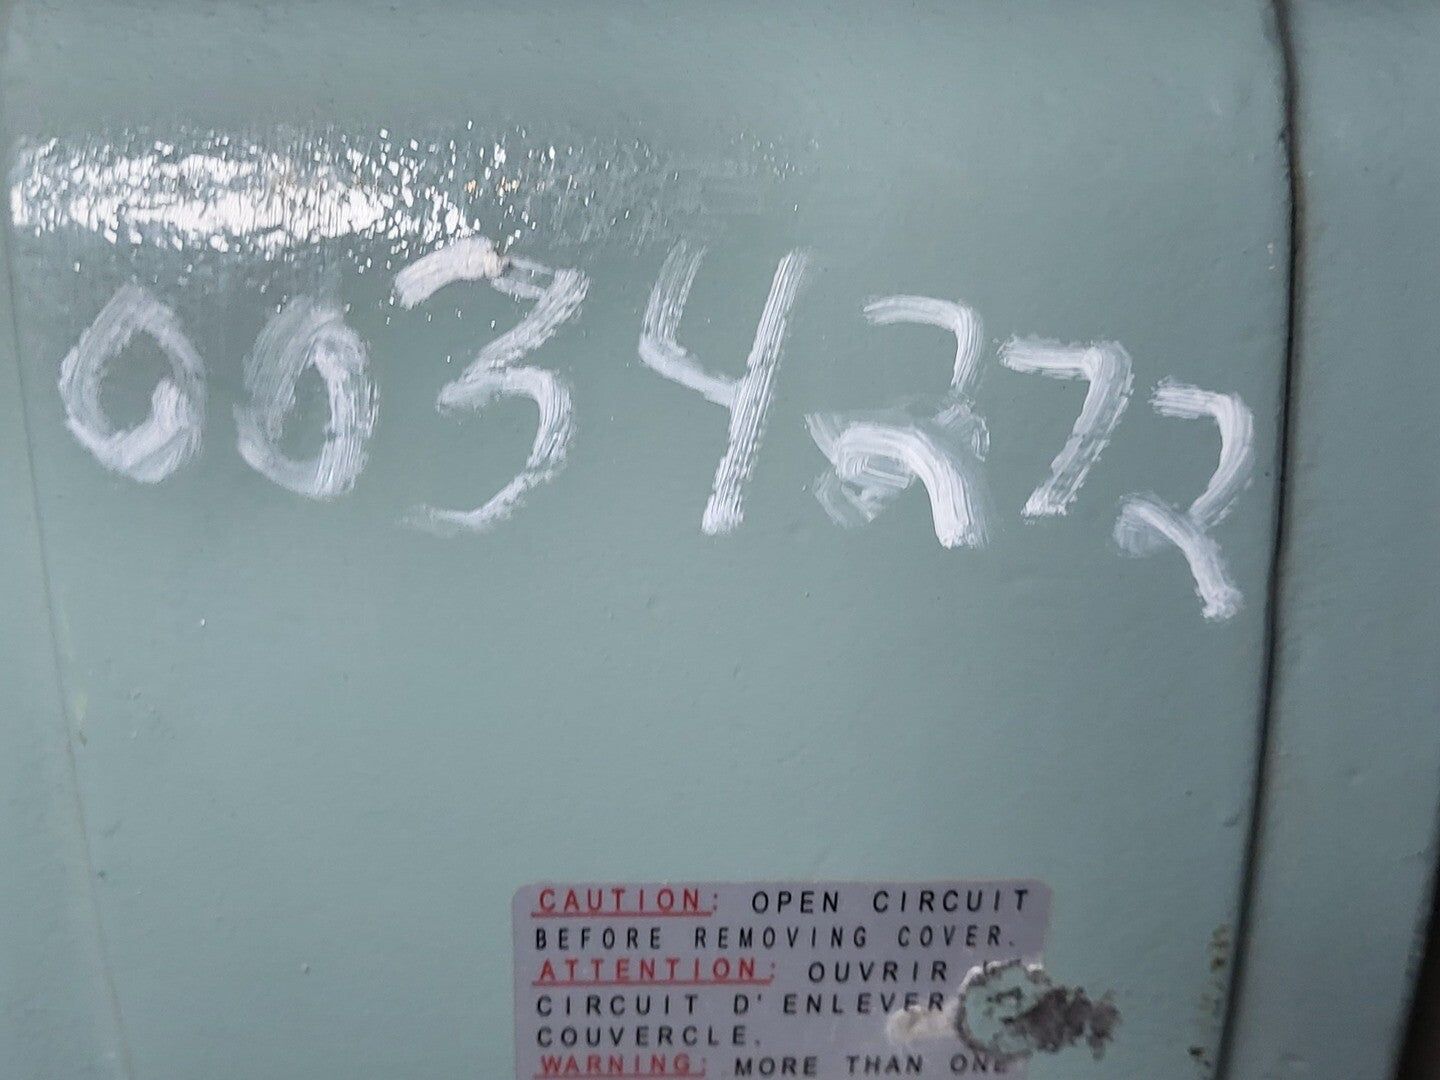 0034272
CAUTION: OPEN CIRCUIT
BEFORE REMOVING COVER.
ATTENTION: OUVRIR
CIRCUIT D'ENLEVER
COUVERCLE.
WARNING: MORE THAN ONE